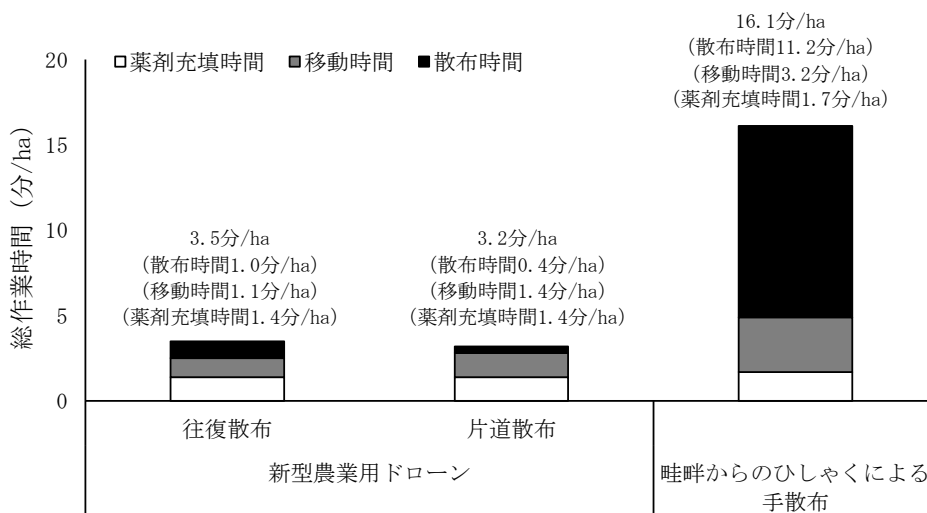 16.1分/ha
(散布時間11.2分/ha)
(移動時間3.2分/ha)
(薬剤充填時間1.7分/ha)
□薬剤充填時間 ■移動時間 ■散布時間
総作業時間 (分/ha)
20
15
10
5
0
3.5分/ha
(散布時間1.0分/ha)
(移動時間1.1分/ha)
(薬剤充填時間1.4分/ha)
3.2分/ha
(散布時間0.4分/ha)
(移動時間1.4分/ha)
(薬剤充填時間1.4分/ha)
往復散布
片道散布
新型農業用ドローン
畦畔からのひしゃくによる
手散布